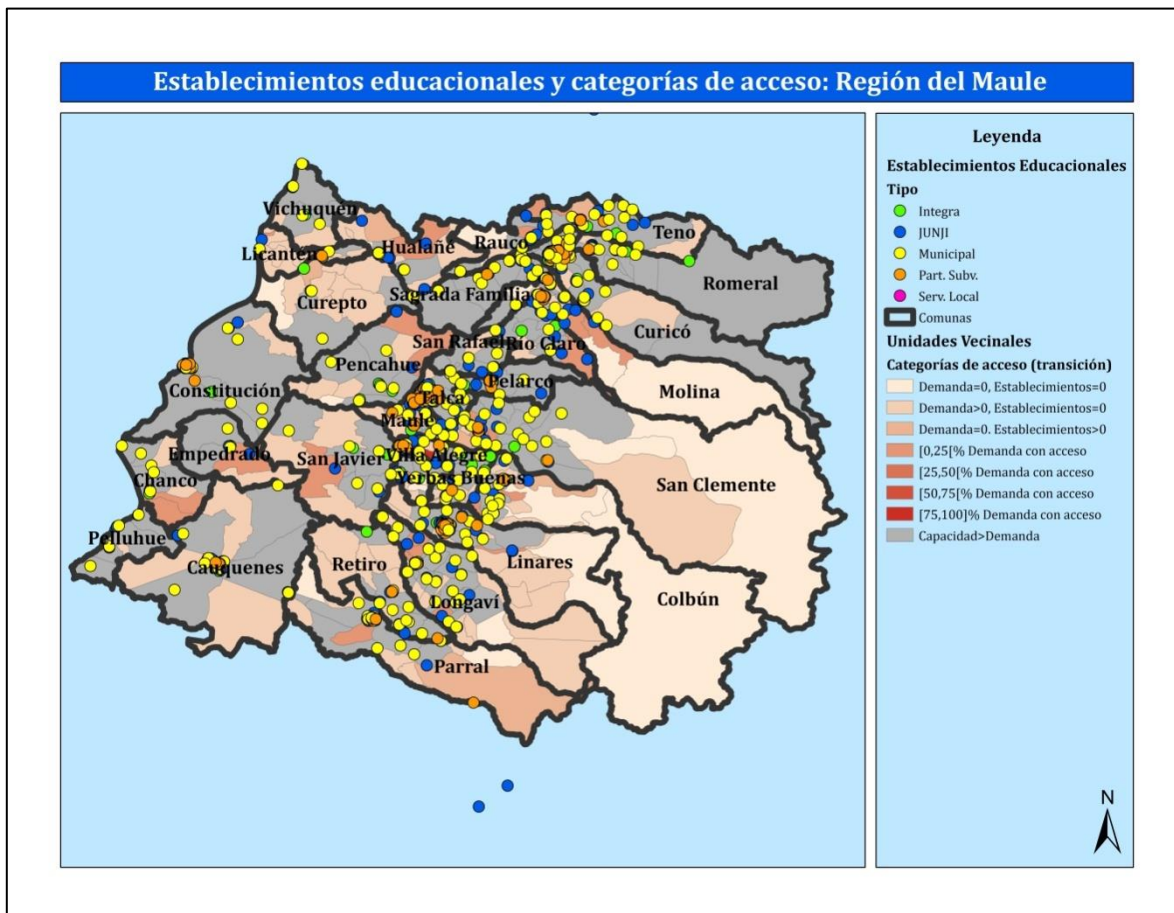 Establecimientos educacionales y categorías de acceso: Región del Maule
Vichuquén
Licantén
Hualañé
Rauco
Teno
Romeral
Curepto
Sagrada Familia
Curicó
San Rafael
Río Claro
Pencahue
Molina
Constitución
Pelarco
Talca
Maule
Empedrado
San Javier
Villa Alegre
Yerbas Buenas
San Clemente
Chanco
Pelluhue
Cauquenes
Retiro
Linares
Longaví
Colbún
Parral
Leyenda
Establecimientos Educacionales
Tipo
Integra
JUNJI
Municipal
Part. Subv.
Serv. Local
Comunas
Unidades Vecinales
Categorías de acceso (transición)
Demanda=0, Establecimientos=0
Demanda>0, Establecimientos=0
Demanda=0. Establecimientos>0
[0,25[% Demanda con acceso
[25,50[% Demanda con acceso
[50,75[% Demanda con acceso
[75,100]% Demanda con acceso
Capacidad>Demanda
N